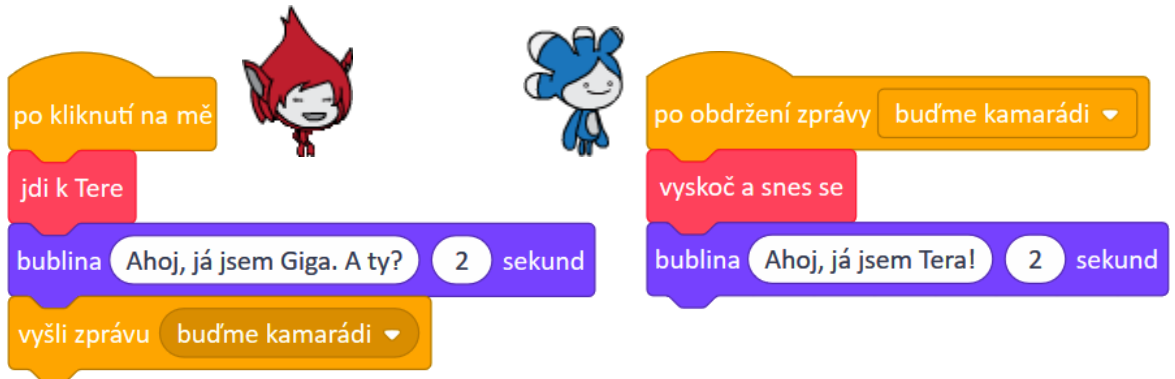 po kliknutí na mě
jdi k Tere
bublina Ahoj, já jsem Giga. A ty? 2 sekund
vyšli zprávu buďme kamarádi
po obdržení zprávy buďme kamarádi
vyskoč a snes se
bublina Ahoj, já jsem Tera! 2 sekund